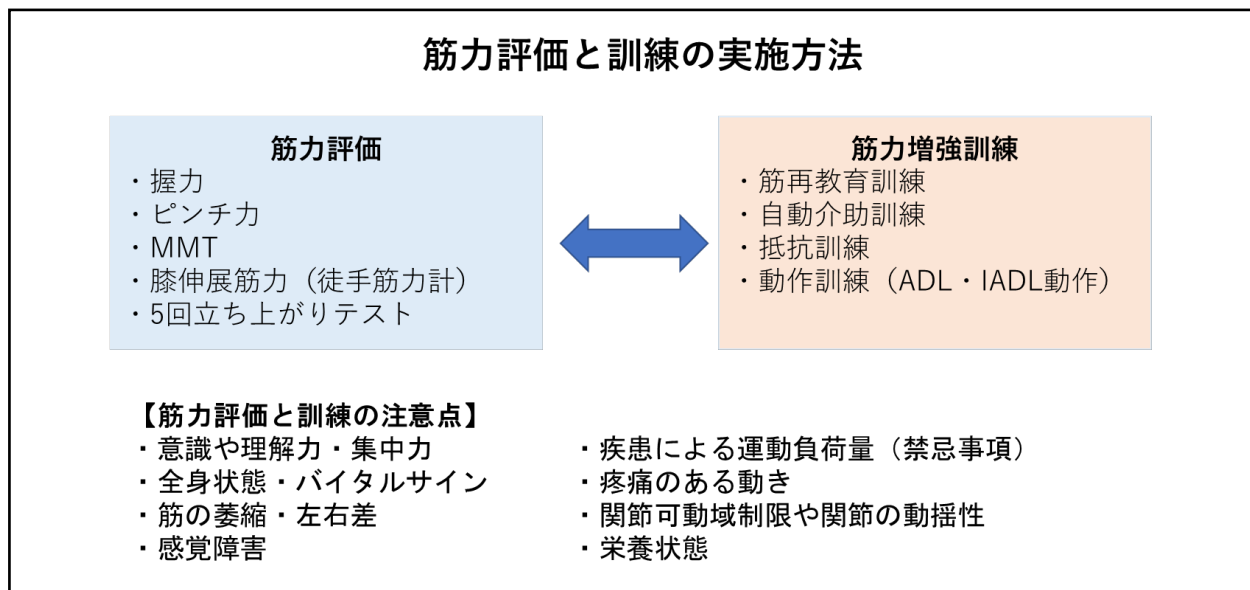 筋力評価と訓練の実施方法
筋力評価
・握力
・ピンチ力
・MMT
・膝伸展筋力（徒手筋力計）
・5回立ち上がりテスト
筋力増強訓練
・筋再教育訓練
・自動介助訓練
・抵抗訓練
・動作訓練（ADL・IADL動作）
【筋力評価と訓練の注意点】
・意識や理解力・集中力
・全身状態・バイタルサイン
・筋の萎縮・左右差
・感覚障害
・疾患による運動負荷量（禁忌事項）
・疼痛のある動き
・関節可動域制限や関節の動揺性
・栄養状態